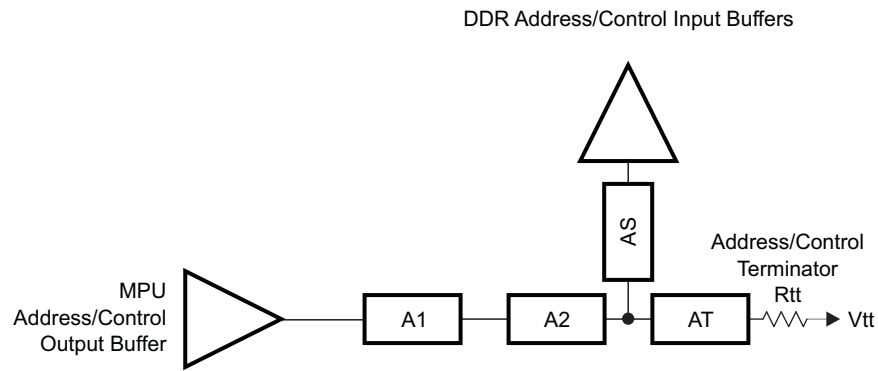 DDR Address/Control Input Buffers
AS
Address/Control
Terminator
Rtt
MPU
Address/Control
Output Buffer
A1
A2
AT
Vtt